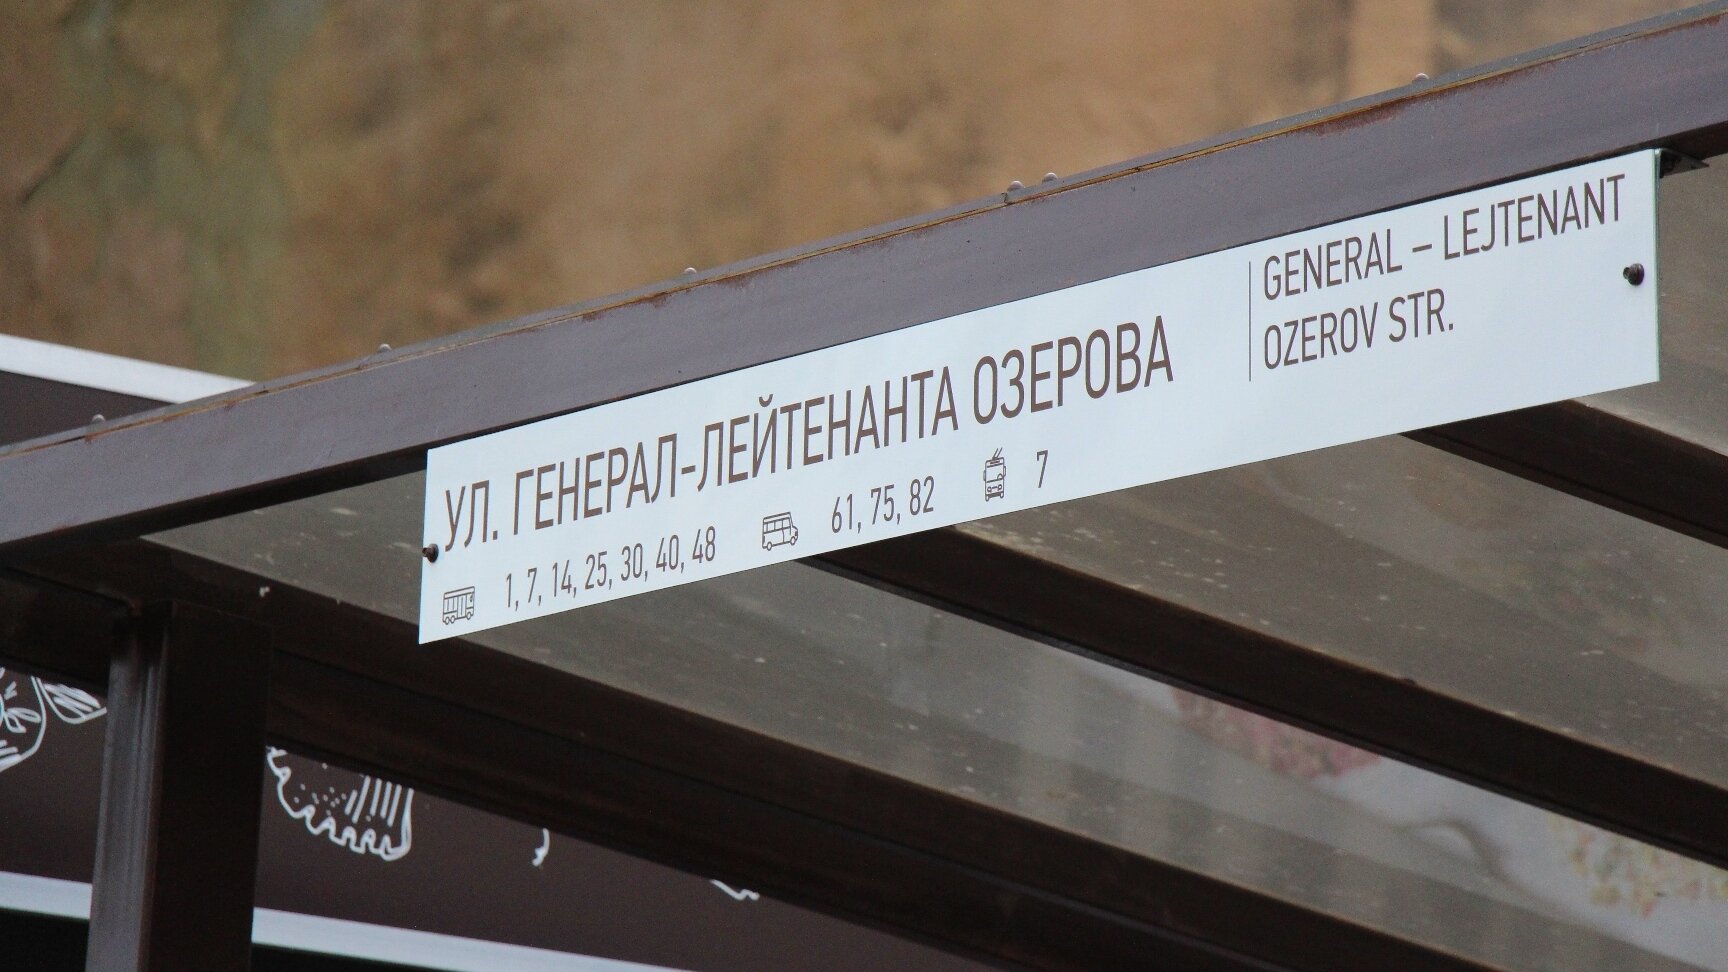 УЛ. ГЕНЕРАЛ-ЛЕЙТЕНАНТА ОЗЕРОВА
1, 7, 14, 25, 30, 40, 48 61, 75, 82 7
GENERAL – LEJTENANT
OZEROV STR.